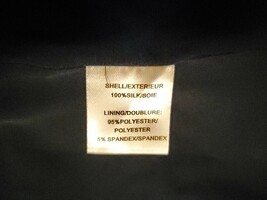 SHELL/EXTERIEUR
100%SILK/SOIE
LINING/DOUBLURE:
95%POLYESTER/
POLYESTER
5% SPANDEX/SPANDEX